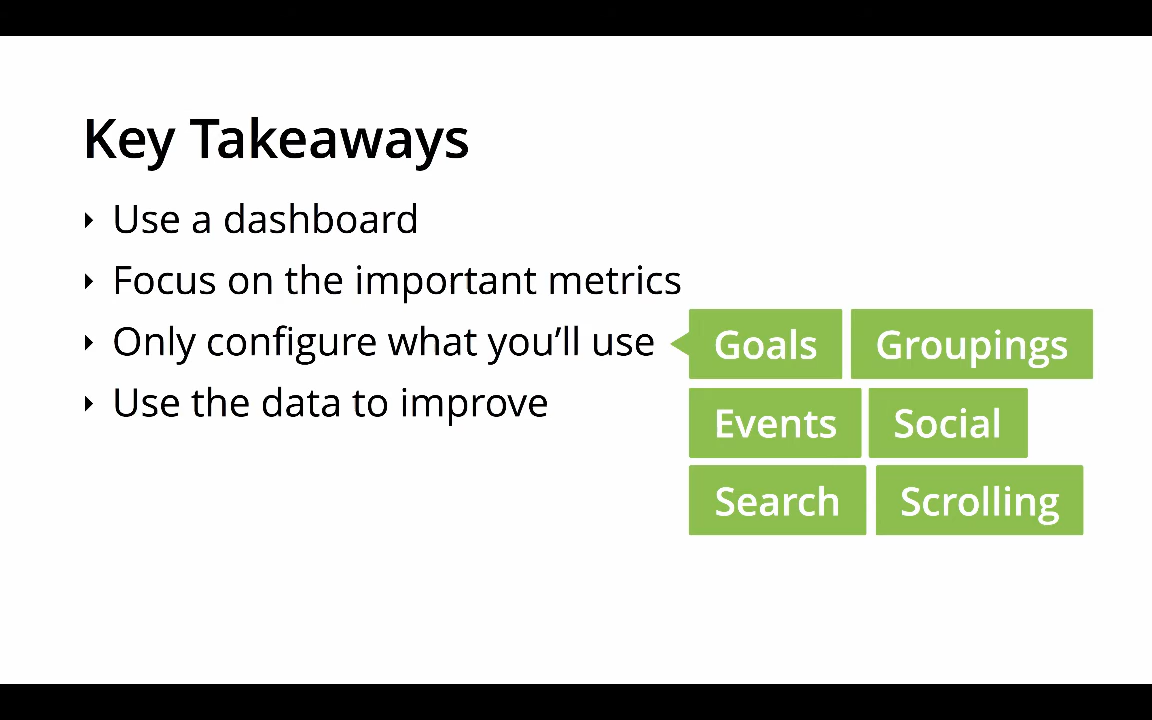 Key Takeaways
Use a dashboard
Focus on the important metrics
Only configure what you’ll use
Goals Groupings
Events Social
Search Scrolling
Use the data to improve